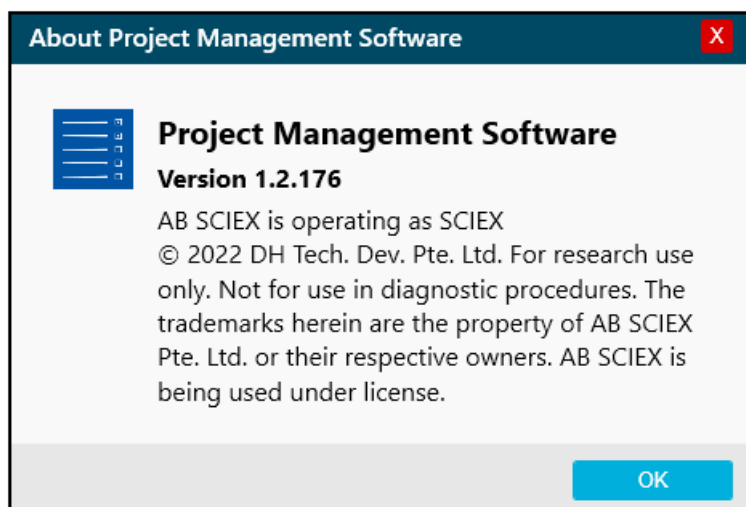 About Project Management Software
X
Project Management Software
Version 1.2.176
AB SCIEX is operating as SCIEX
© 2022 DH Tech. Dev. Pte. Ltd. For research use
only. Not for use in diagnostic procedures. The
trademarks herein are the property of AB SCIEX
Pte. Ltd. or their respective owners. AB SCIEX is
being used under license.
OK